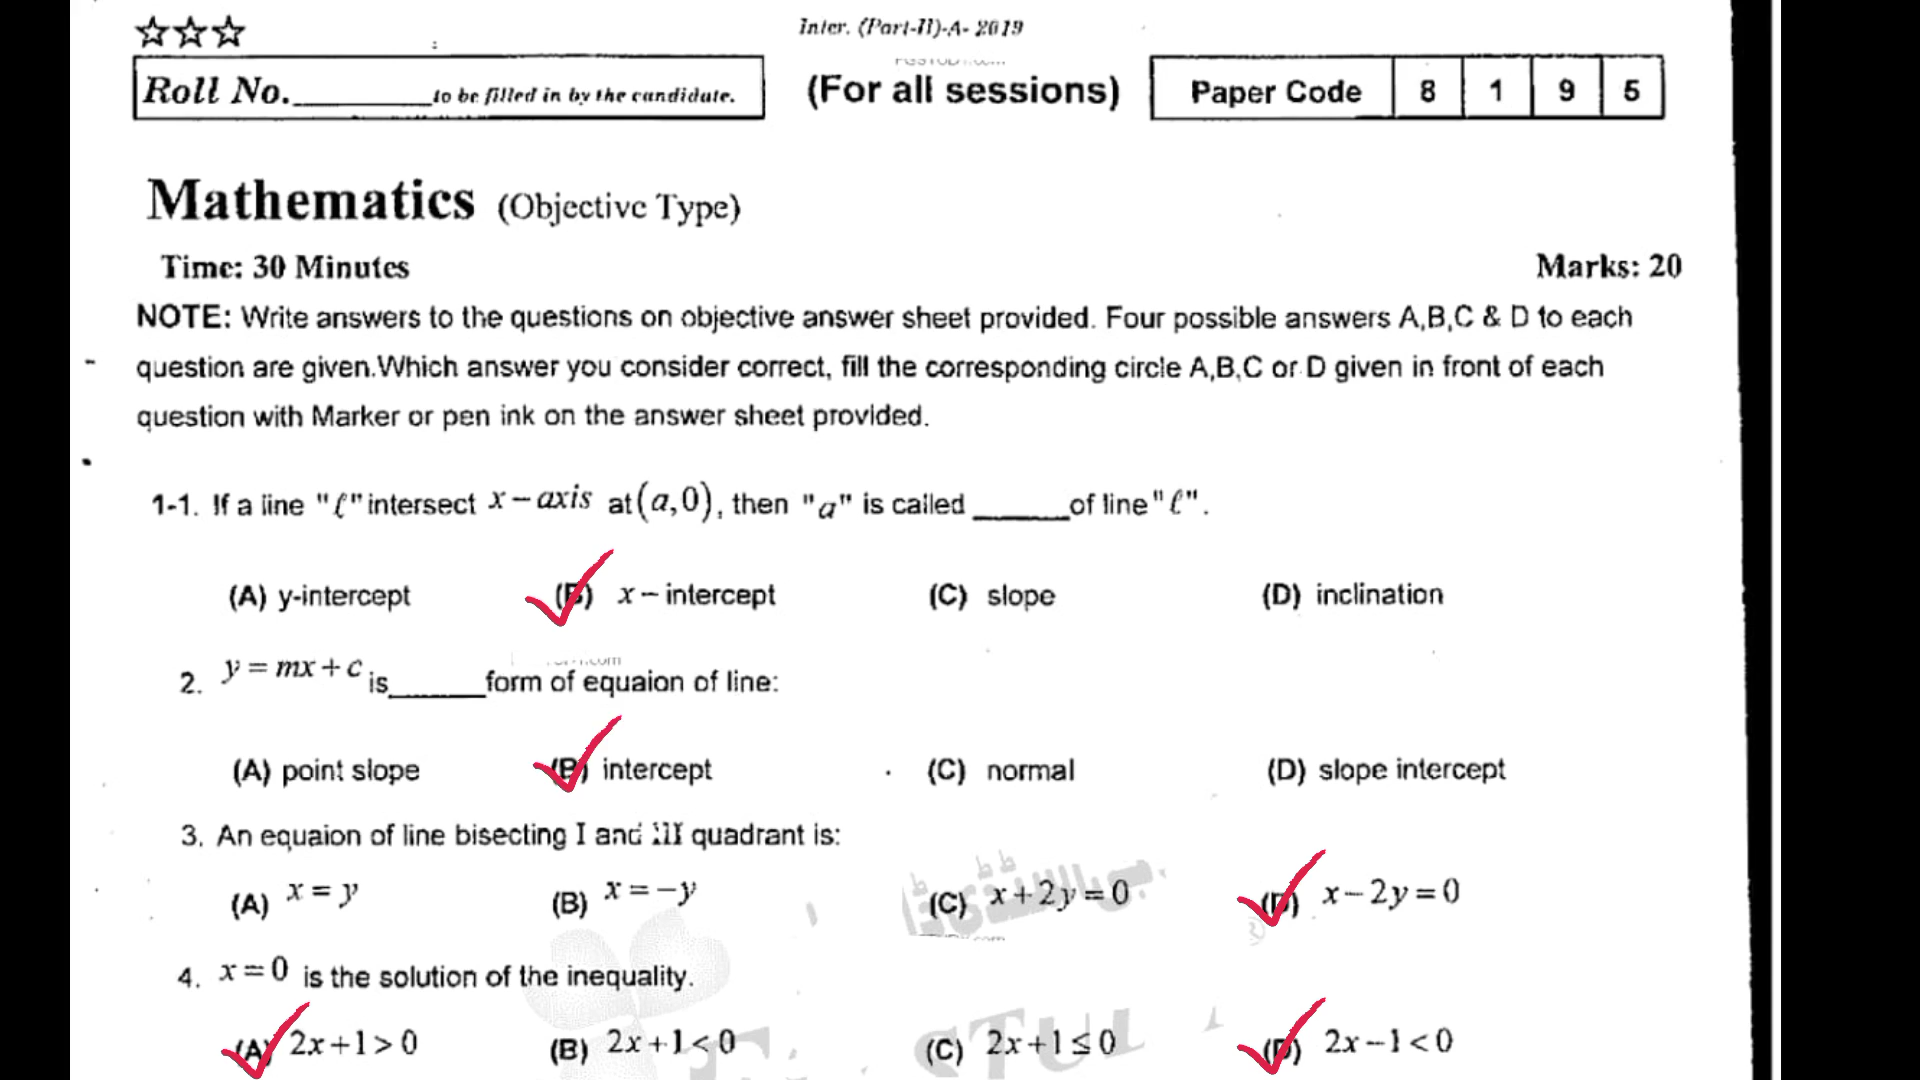 Inter. (Part-II)-A- 2019
Roll No.________to be filled in by the candidate.
(For all sessions)
Paper Code 8 1 9 5
Mathematics (Objective Type)
Time: 30 Minutes
Marks: 20
NOTE: Write answers to the questions on objective answer sheet provided. Four possible answers A,B,C & D to each
question are given.Which answer you consider correct, fill the corresponding circle A,B,C or D given in front of each
question with Marker or pen ink on the answer sheet provided.
1-1. If a line "ℓ" intersect x – axis at (a,0), then "a" is called ______of line "ℓ".
(A) y-intercept (B) x – intercept (C) slope (D) inclination
2. y = mx + c is______form of equaion of line:
(A) point slope (B) intercept (C) normal (D) slope intercept
3. An equaion of line bisecting I and III quadrant is:
(A) x = y (B) x = –y (C) x + 2y = 0 (D) x – 2y = 0
4. x = 0 is the solution of the inequality.
(A) 2x + 1 > 0 (B) 2x + 1 < 0 (C) 2x + 1 ≤ 0 (D) 2x – 1 < 0